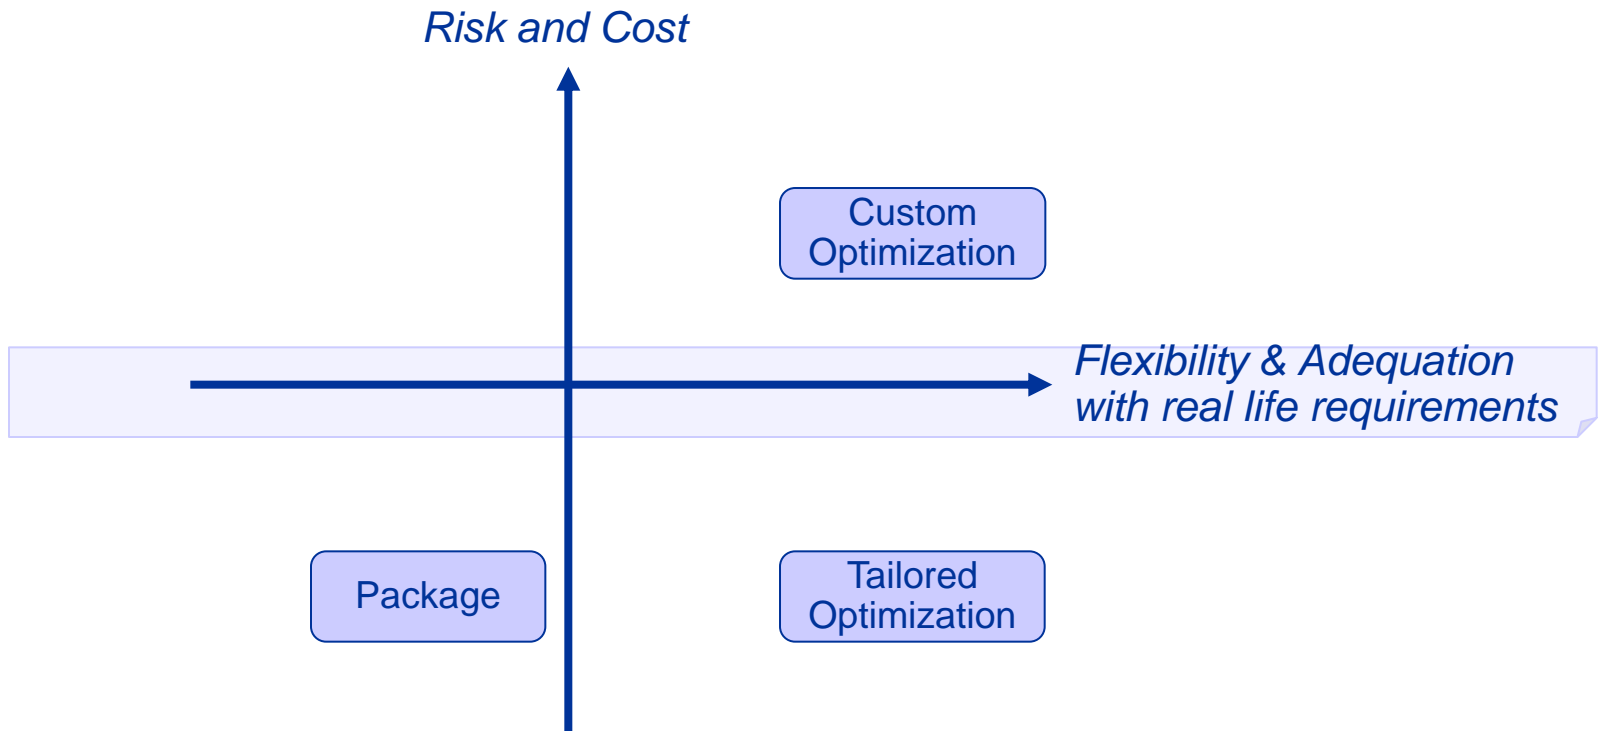 Risk and Cost
Custom
Optimization
Flexibility & Adequation
with real life requirements
Package
Tailored
Optimization